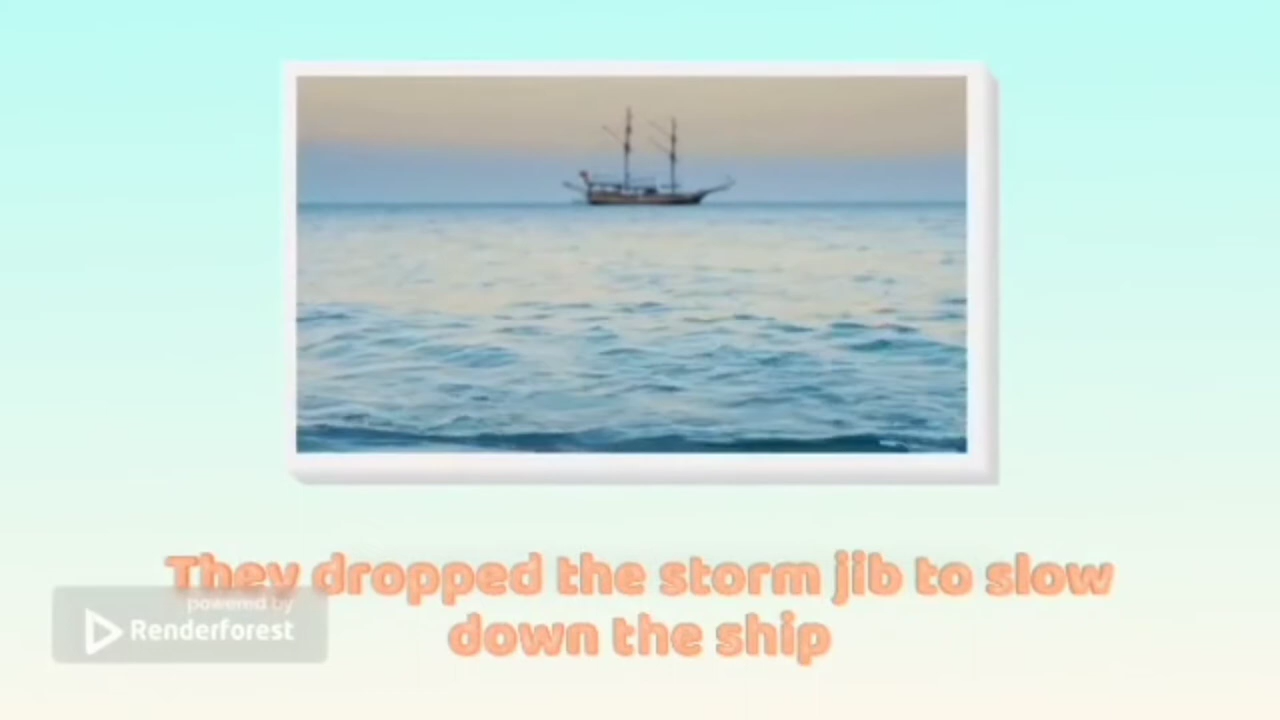 They dropped the storm jib to slow
down the ship
powered by
Renderforest